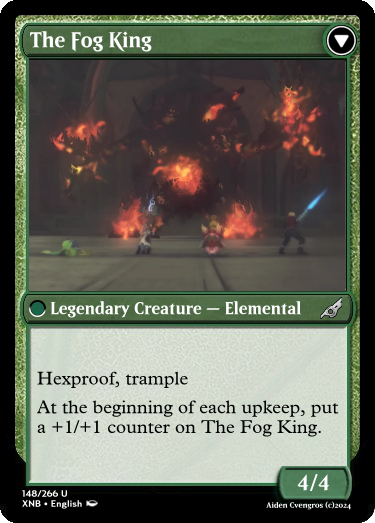 The Fog King
Legendary Creature — Elemental
Hexproof, trample
At the beginning of each upkeep, put
a +1/+1 counter on The Fog King.
4/4
148/266 U
XNB • English
Aiden Cvengros (c)2024